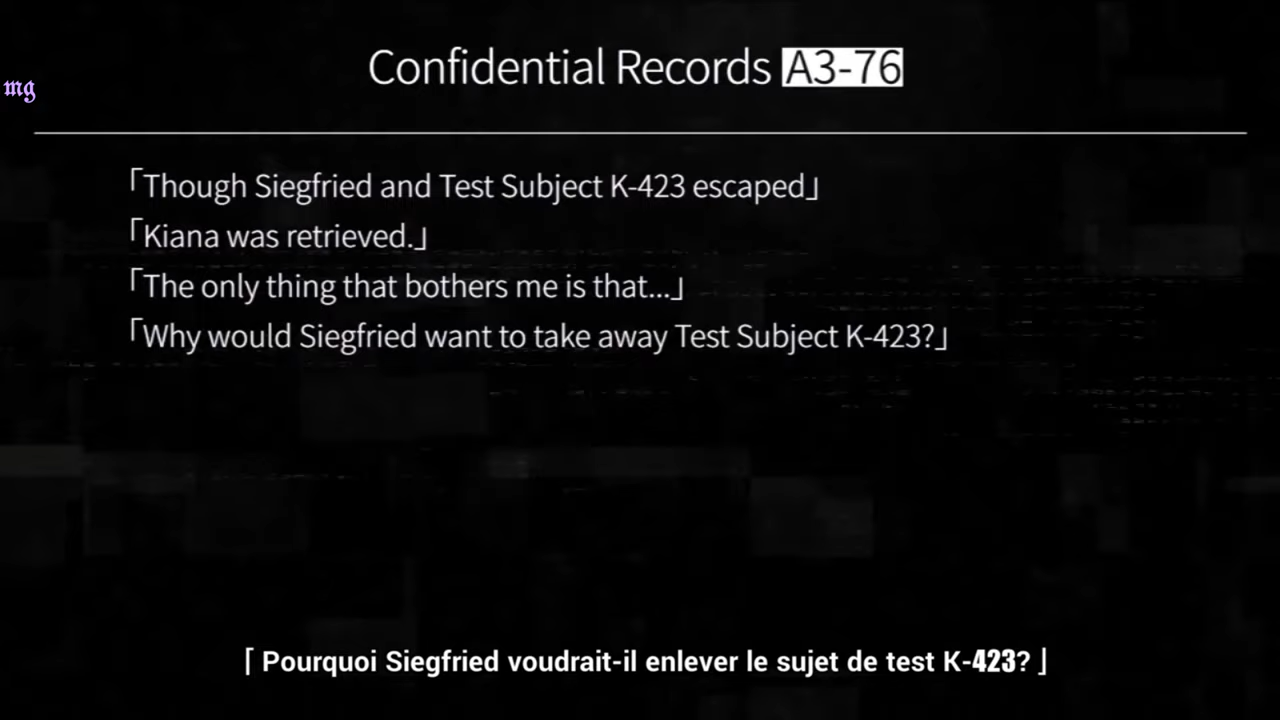 Confidential Records A3-76
mg
「Though Siegfried and Test Subject K-423 escaped」
「Kiana was retrieved.」
「The only thing that bothers me is that...」
「Why would Siegfried want to take away Test Subject K-423?」
⌈ Pourquoi Siegfried voudrait-il enlever le sujet de test K-423? ⌋